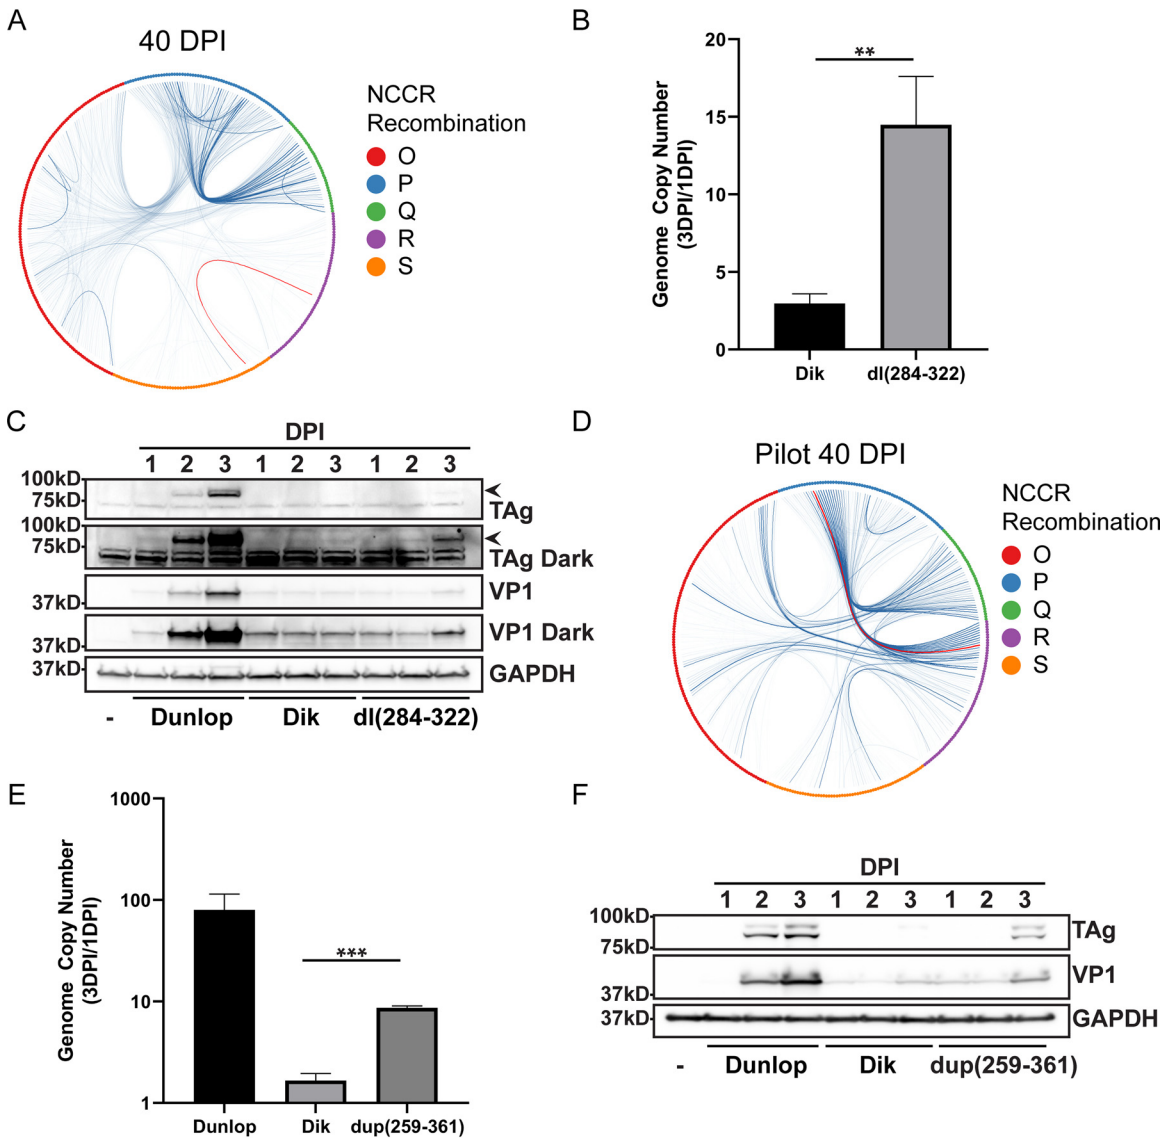 A
40 DPI
NCCR
Recombination
O
P
Q
R
S
B
Genome Copy Number
(3DPI/1DPI)
20
15
10
5
0
**
Dik
dl(284-322)
C
DPI
1 2 3 1 2 3 1 2 3
100kD
75kD
TAg
100kD
75kD
TAg Dark
VP1
37kD
VP1 Dark
37kD
37kD
GAPDH
- Dunlop Dik dl(284-322)
D
Pilot 40 DPI
NCCR
Recombination
O
P
Q
R
S
E
Genome Copy Number
(3DPI/1DPI)
1000
100
10
1
***
Dunlop
Dik
dup(259-361)
F
DPI
1 2 3 1 2 3 1 2 3
100kD
75kD
TAg
VP1
37kD
37kD
GAPDH
- Dunlop Dik dup(259-361)